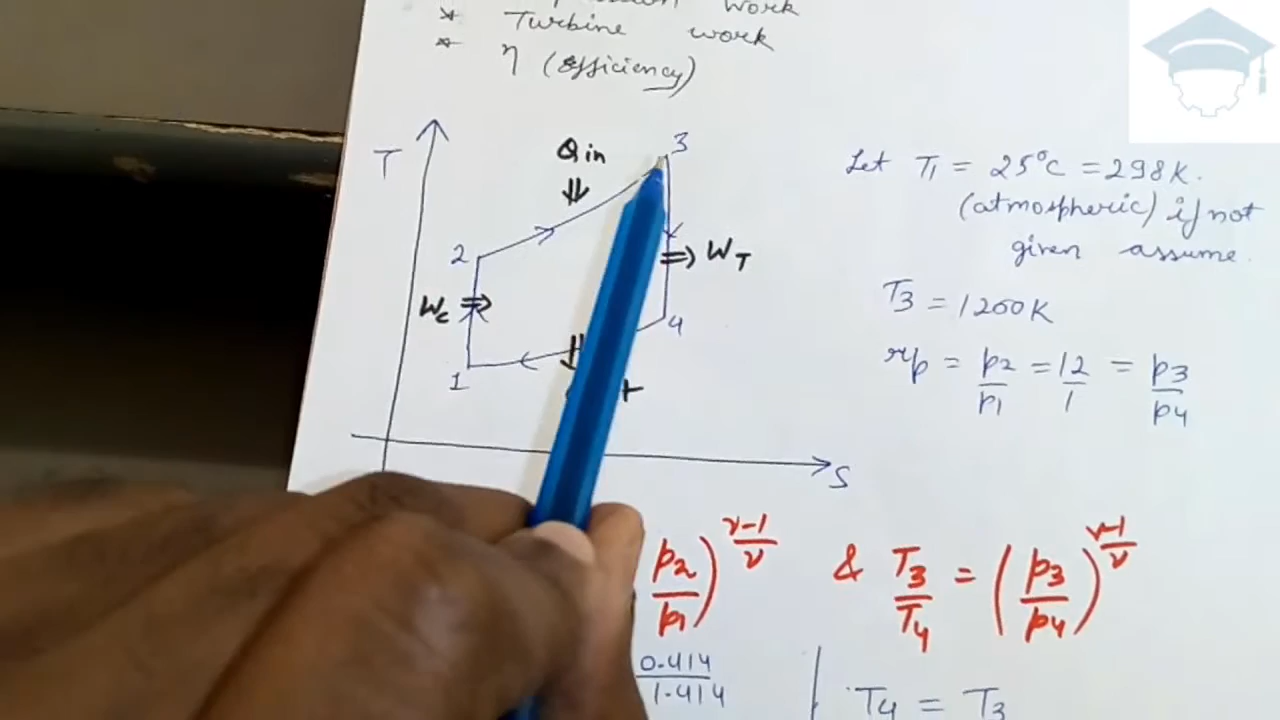 work
* Turbine work
* η (efficiency)
T
Q in
3
2
W_T
W_c
4
1
S
Let T1 = 25°C = 298K.
(atmospheric) if not
given assume.
T3 = 1200K
rp = p2/p1 = 12/1 = p3/p4
(p2/p1)^(γ-1/γ) & T3/T4 = (p3/p4)^(γ-1/γ)
0.414
1.414
T4 = T3